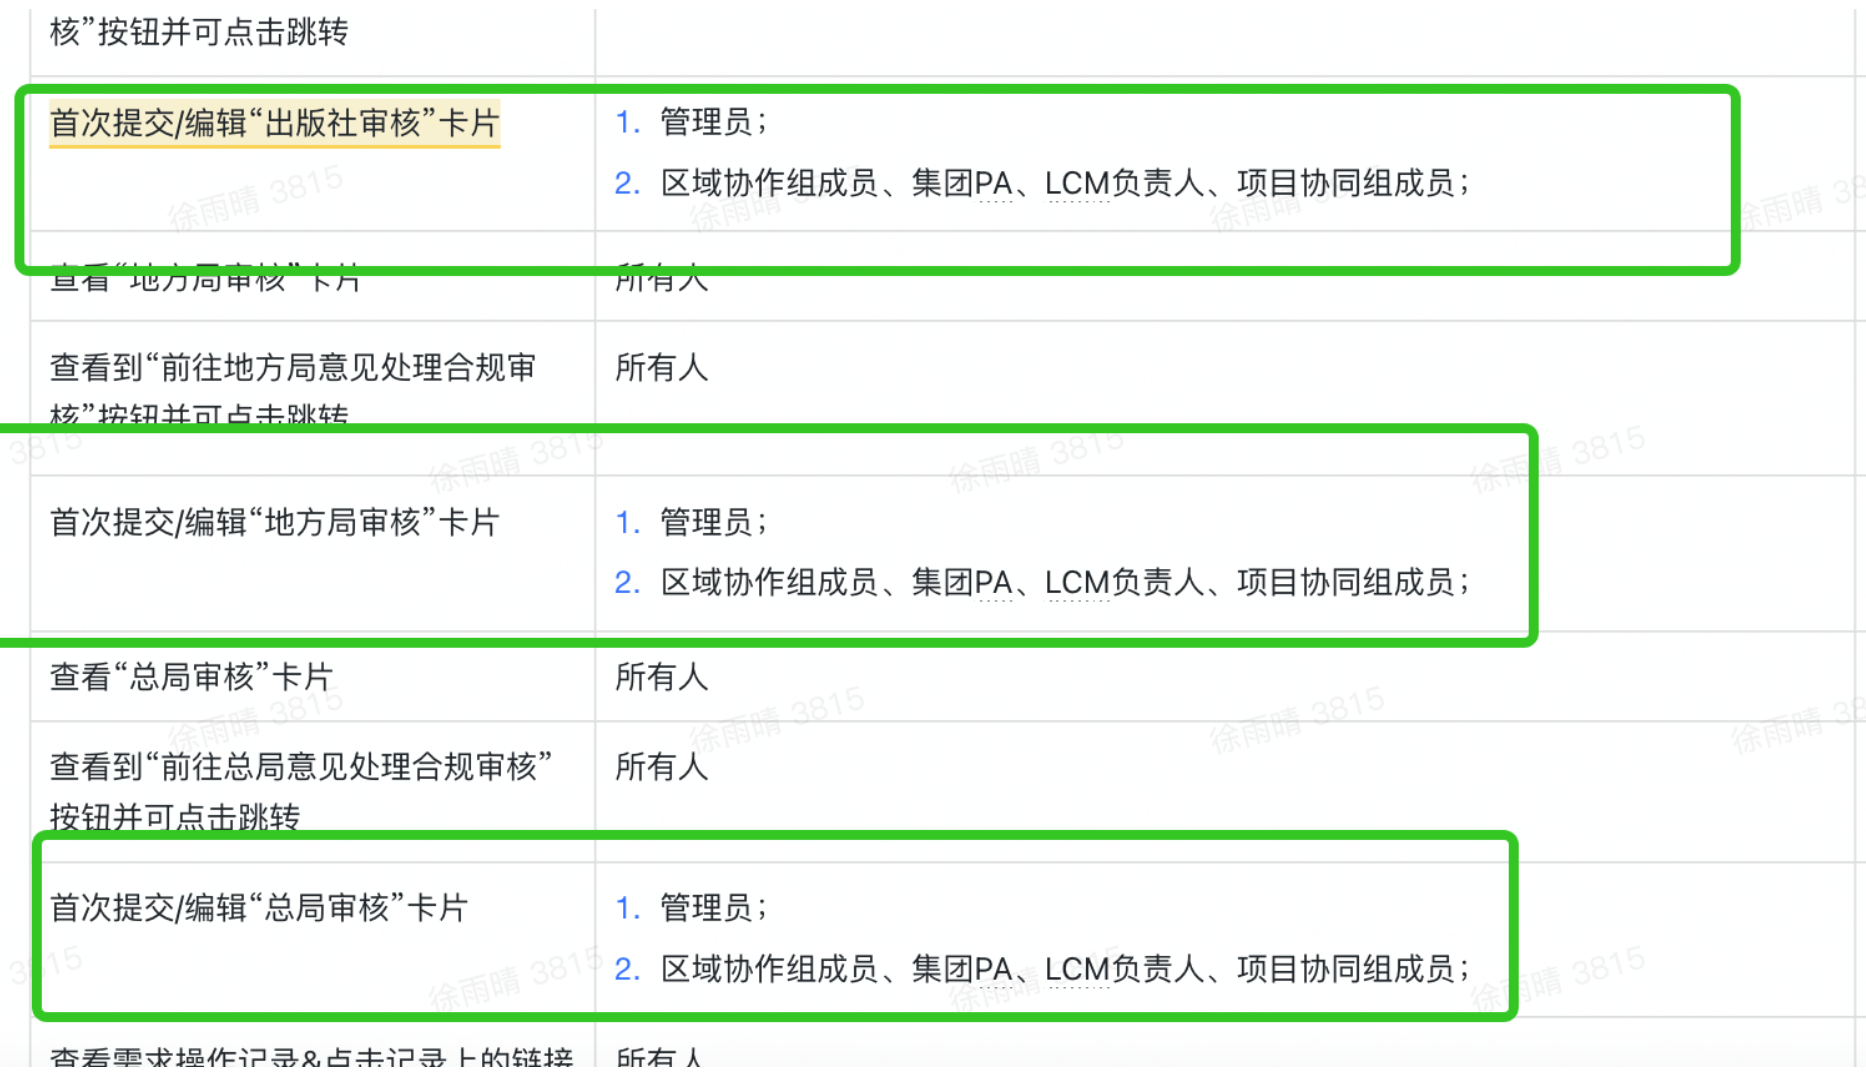 核”按钮并可点击跳转
首次提交/编辑“出版社审核”卡片
1. 管理员；
2. 区域协作组成员、集团PA、LCM负责人、项目协同组成员；
查看“地方局审核”卡片
所有人
查看到“前往地方局意见处理合规审
核”按钮并可点击跳转
所有人
首次提交/编辑“地方局审核”卡片
1. 管理员；
2. 区域协作组成员、集团PA、LCM负责人、项目协同组成员；
查看“总局审核”卡片
所有人
查看到“前往总局意见处理合规审核”
按钮并可点击跳转
所有人
首次提交/编辑“总局审核”卡片
1. 管理员；
2. 区域协作组成员、集团PA、LCM负责人、项目协同组成员；
查看需求操作记录&点击记录上的链接
所有人
徐雨晴 3815